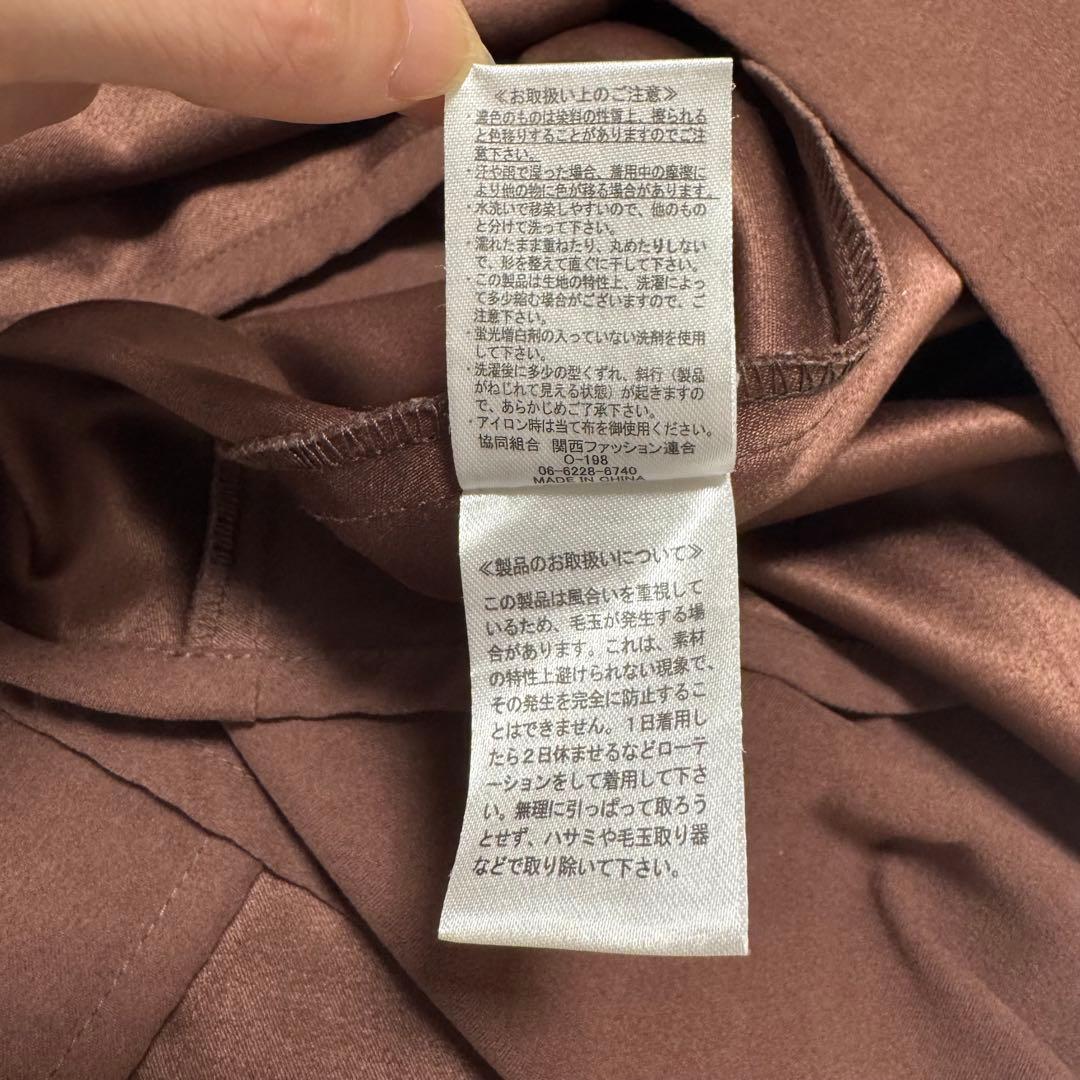 ≪お取扱い上のご注意≫
・濃色のものは染料の性質上、擦られる
と色移りすることがありますのでご注
意下さい。
・汗や雨で湿った場合、着用中の摩擦に
より他の物に色が移る場合があります。
・水洗いで移染しやすいので、他のもの
と分けて洗って下さい。
・濡れたまま重ねたり、丸めたりしない
で、形を整えて直ぐに干して下さい。
・この製品は生地の特性上、洗濯によっ
て多少縮む場合がございますので、ご
注意下さい。
・蛍光増白剤の入っていない洗剤を使用
して下さい。
・洗濯後に多少の型くずれ、斜行（製品
がねじれて見える状態）が起きますの
で、あらかじめご了承下さい。
・アイロン時は当て布を御使用ください。
協同組合 関西ファッション連合
O-198
06-6228-6740
MADE IN CHINA
≪製品のお取扱いについて≫
この製品は風合いを重視して
いるため、毛玉が発生する場
合があります。これは、素材
の特性上避けられない現象で、
その発生を完全に防止するこ
とはできません。１日着用し
たら２日休ませるなどローテ
ーションをして着用して下さ
い。無理に引っぱって取ろう
とせず、ハサミや毛玉取り器
などで取り除いて下さい。